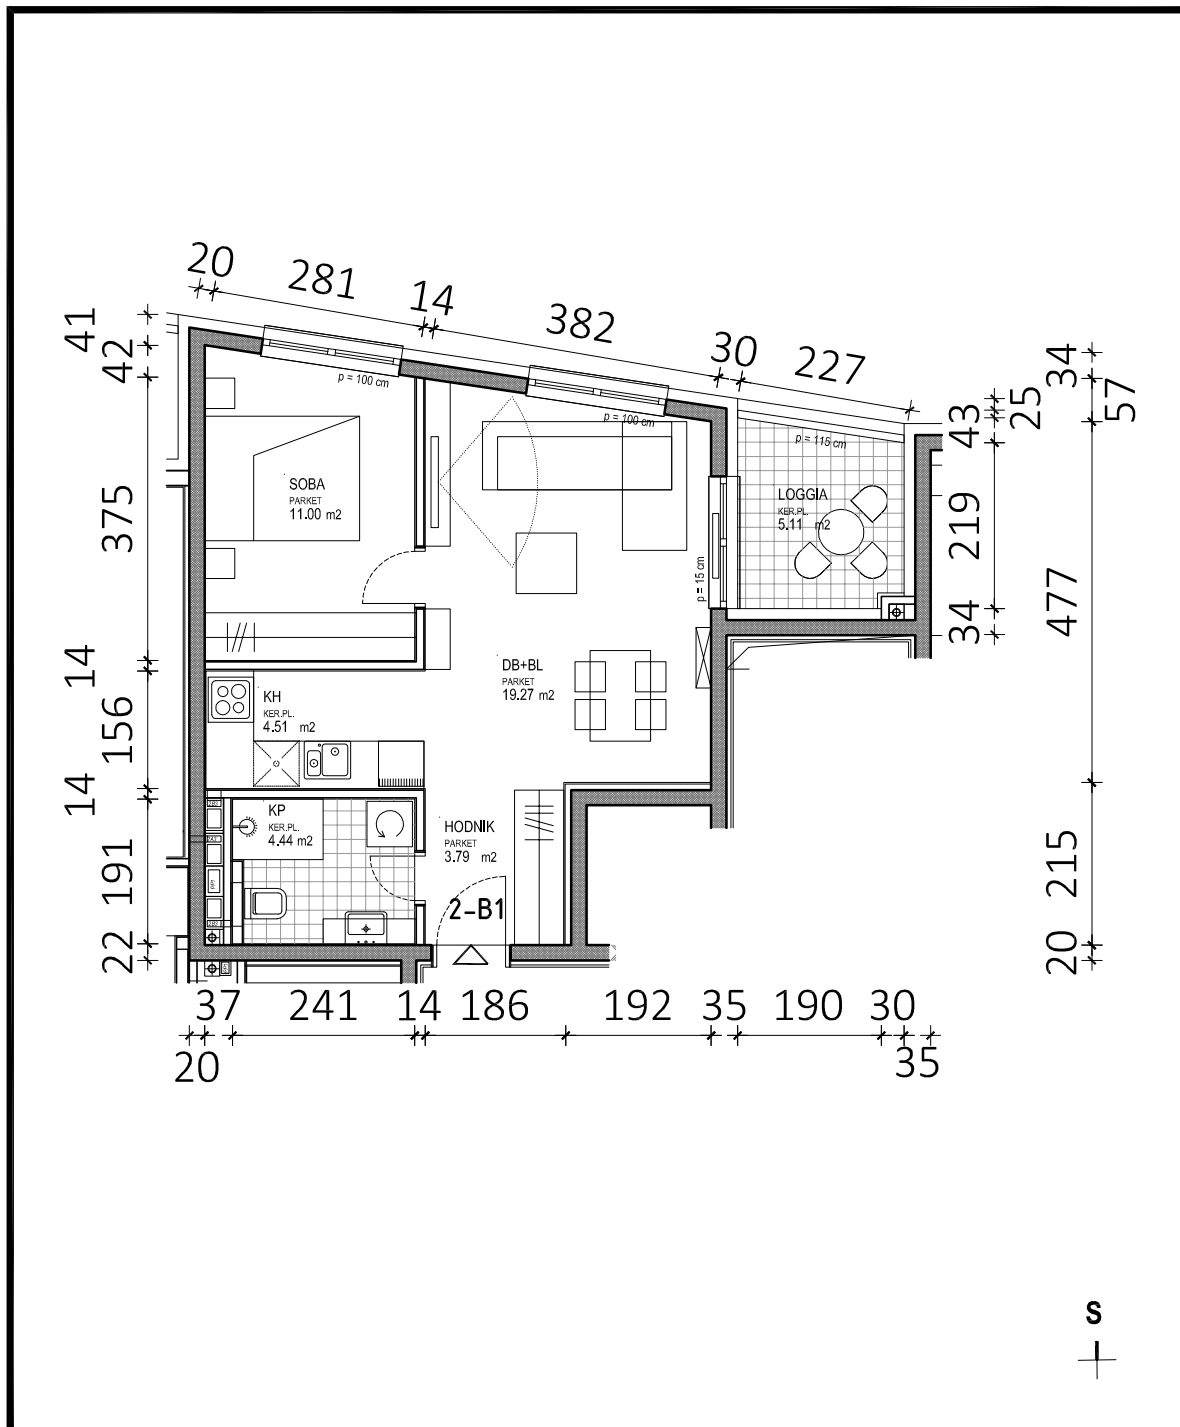 20
281
14
382
30
227
41
42
375
14
156
14
191
22
34
57
25
43
219
34
477
215
20
p = 100 cm
p = 100 cm
p = 115 cm
p = 15 cm
SOBA
PARKET
11.00 m2
LOGGIA
KER.PL.
5.11 m2
DB+BL
PARKET
19.27 m2
KH
KER.PL.
4.51 m2
KP
KER.PL.
4.44 m2
HODNIK
PARKET
3.79 m2
2-B1
37
241
14
186
192
35
190
30
20
35
S